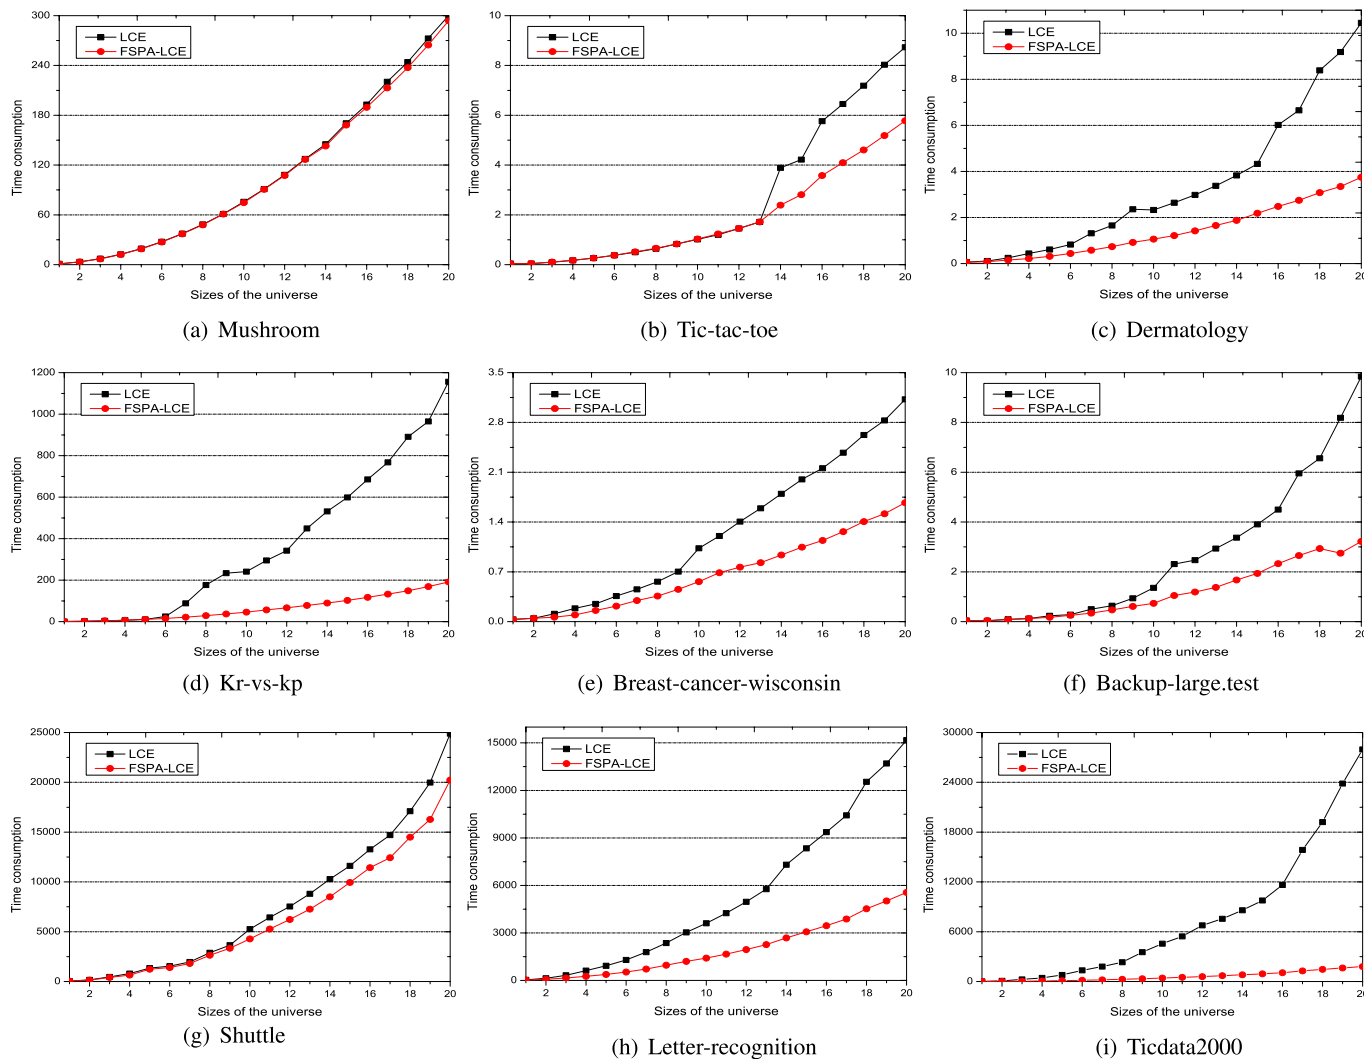 300
240
180
120
60
0
Time consumption
LCE
FSPA-LCE
2 4 6 8 10 12 14 16 18 20
Sizes of the universe
(a) Mushroom
10
8
6
4
2
0
Time consumption
LCE
FSPA-LCE
2 4 6 8 10 12 14 16 18 20
Sizes of the universe
(b) Tic-tac-toe
10
8
6
4
2
0
Time consumption
LCE
FSPA-LCE
2 4 6 8 10 12 14 16 18 20
Sizes of the universe
(c) Dermatology
1200
1000
800
600
400
200
0
Time consumption
LCE
FSPA-LCE
2 4 6 8 10 12 14 16 18 20
Sizes of the universe
(d) Kr-vs-kp
3.5
2.8
2.1
1.4
0.7
0.0
Time consumption
LCE
FSPA-LCE
2 4 6 8 10 12 14 16 18 20
Sizes of the universe
(e) Breast-cancer-wisconsin
10
8
6
4
2
0
Time consumption
LCE
FSPA-LCE
2 4 6 8 10 12 14 16 18 20
Sizes of the universe
(f) Backup-large.test
25000
20000
15000
10000
5000
0
Time consumption
LCE
FSPA-LCE
2 4 6 8 10 12 14 16 18 20
Sizes of the universe
(g) Shuttle
15000
12000
9000
6000
3000
0
Time consumption
LCE
FSPA-LCE
2 4 6 8 10 12 14 16 18 20
Sizes of the universe
(h) Letter-recognition
30000
24000
18000
12000
6000
0
Time consumption
LCE
FSPA-LCE
2 4 6 8 10 12 14 16 18 20
Sizes of the universe
(i) Ticdata2000